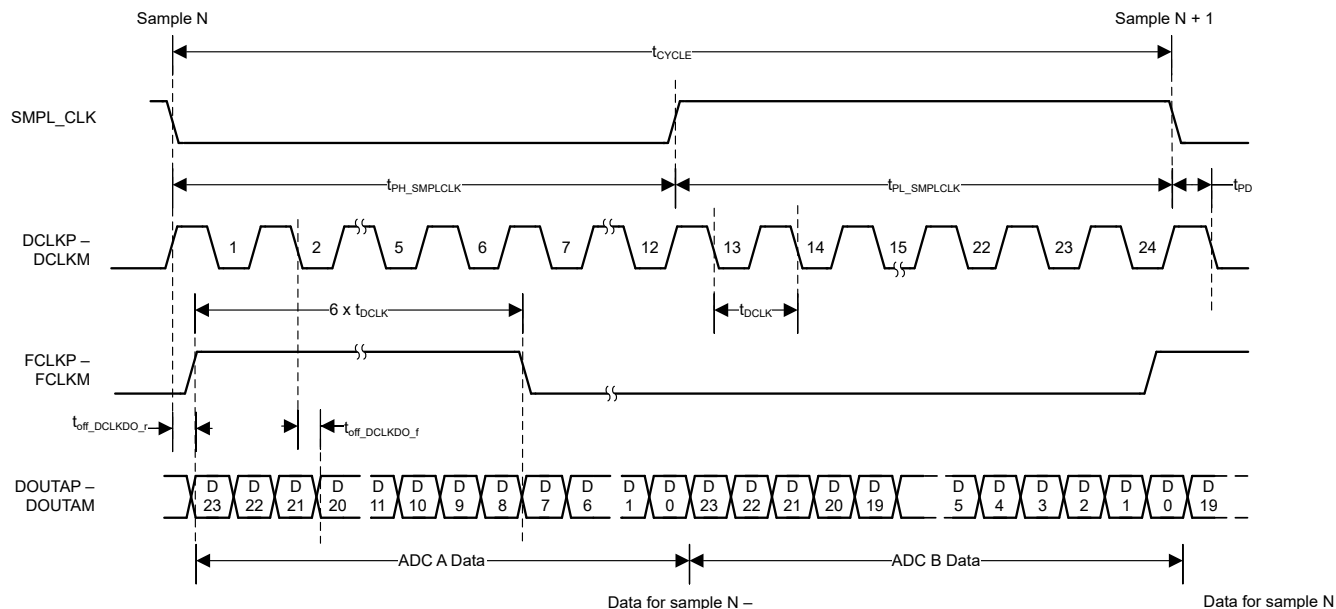 Sample N
Sample N + 1
tCYCLE
SMPL_CLK
tPH_SMPLCLK
tPL_SMPLCLK
tPD
DCLKP –
DCLKM
1 2 5 6 7 12 13 14 15 22 23 24
6 x tDCLK
tDCLK
FCLKP –
FCLKM
toff_DCLKDO_r
toff_DCLKDO_f
DOUTAP –
DOUTAM
D D D D D D D D D D D D D D D D D D D D D D D D
23 22 21 20 11 10 9 8 7 6 1 0 23 22 21 20 19 5 4 3 2 1 0 19
ADC A Data
ADC B Data
Data for sample N –
Data for sample N